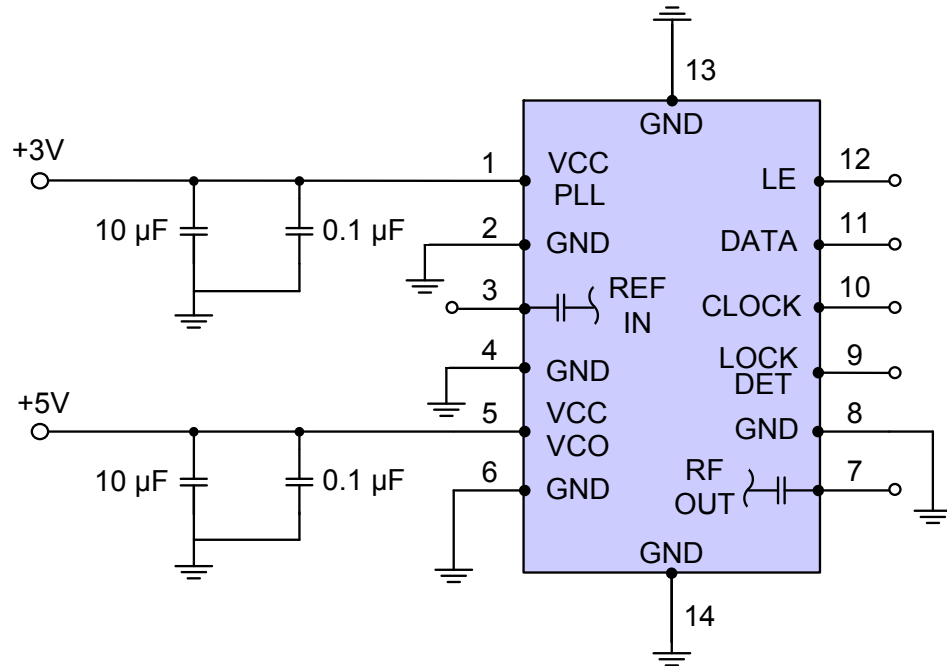 13
GND
+3V
1
VCC
PLL
10 µF
0.1 µF
2
GND
3
REF
IN
4
GND
+5V
5
VCC
VCO
10 µF
0.1 µF
6
GND
12
LE
11
DATA
10
CLOCK
9
LOCK
DET
8
GND
7
RF
OUT
GND
14